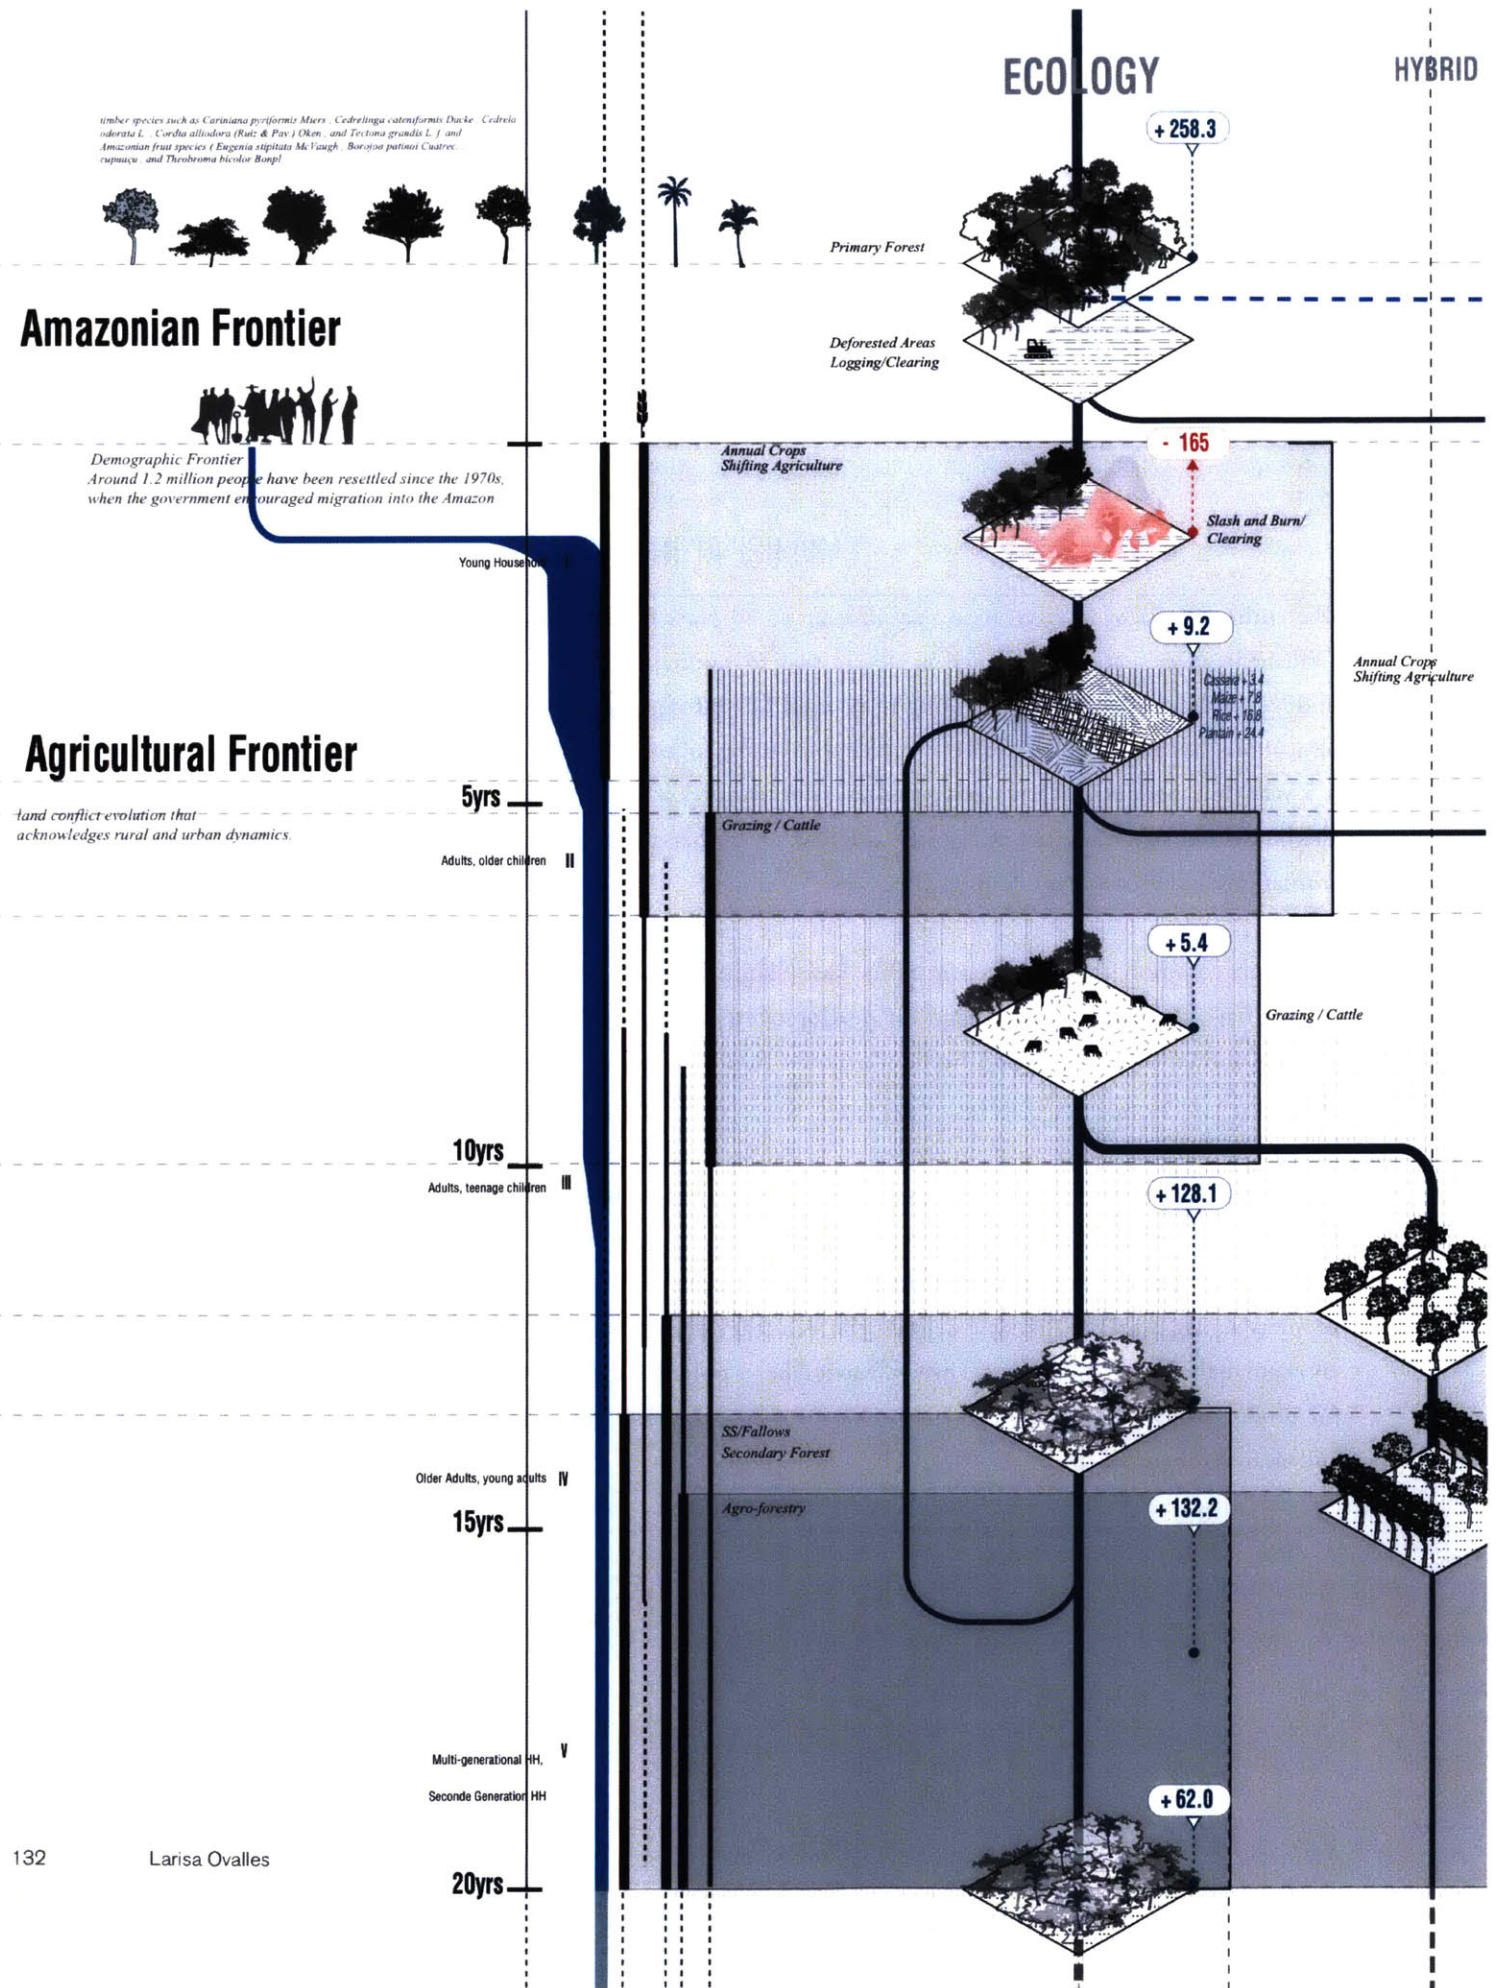 ECOLOGY
HYBRID
timber species such as Cariniana pyriformis Miers , Cedrelinga cateniformis Ducke , Cedrela
odorata L. , Cordia alliodora (Ruiz & Pav.) Oken , and Tectona grandis L. f. and
Amazonian fruit species ( Eugenia stipitata McVaugh , Borojoa patinoi Cuatrec. ,
cupuaçu , and Theobroma bicolor Bonpl
+ 258.3
Primary Forest
Amazonian Frontier
Deforested Areas
Logging/Clearing
Demographic Frontier
Around 1.2 million people have been resettled since the 1970s,
when the government encouraged migration into the Amazon
Annual Crops
Shifting Agriculture
- 165
Slash and Burn/
Clearing
Young Household
I
+ 9.2
Annual Crops
Shifting Agriculture
Cassava + 3.4
Maize + 7.8
Rice + 16.8
Plantain + 24.4
Agricultural Frontier
5yrs
land conflict evolution that
acknowledges rural and urban dynamics.
Grazing / Cattle
Adults, older children
II
+ 5.4
Grazing / Cattle
10yrs
Adults, teenage children
III
+ 128.1
SS/Fallows
Secondary Forest
Older Adults, young adults
IV
Agro-forestry
+ 132.2
15yrs
Multi-generational HH,
V
Seconde Generation HH
+ 62.0
132
Larisa Ovalles
20yrs